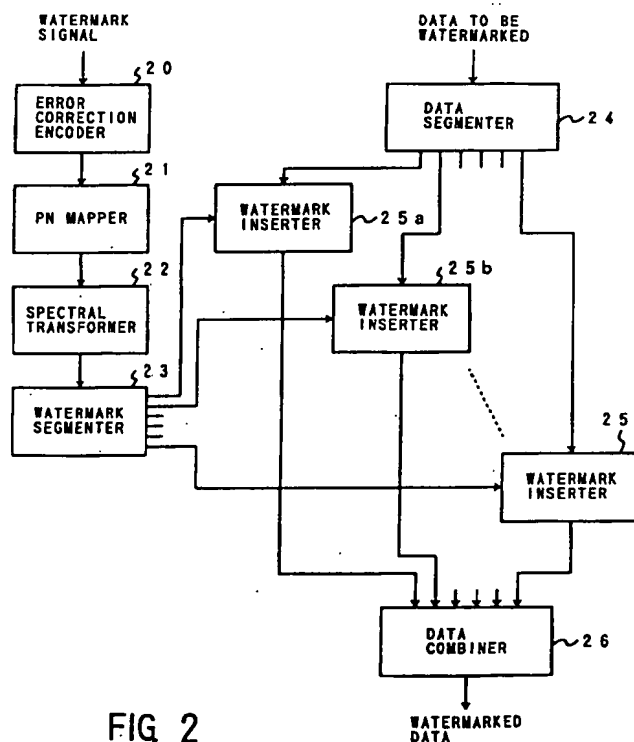 WATERMARK
SIGNAL
DATA TO BE
WATERMARKED
20
ERROR
CORRECTION
ENCODER
DATA
SEGMENTER
24
21
PN MAPPER
WATERMARK
INSERTER
25a
22
SPECTRAL
TRANSFORMER
25b
WATERMARK
INSERTER
23
WATERMARK
SEGMENTER
25
WATERMARK
INSERTER
DATA
COMBINER
26
WATERMARKED
DATA
FIG 2